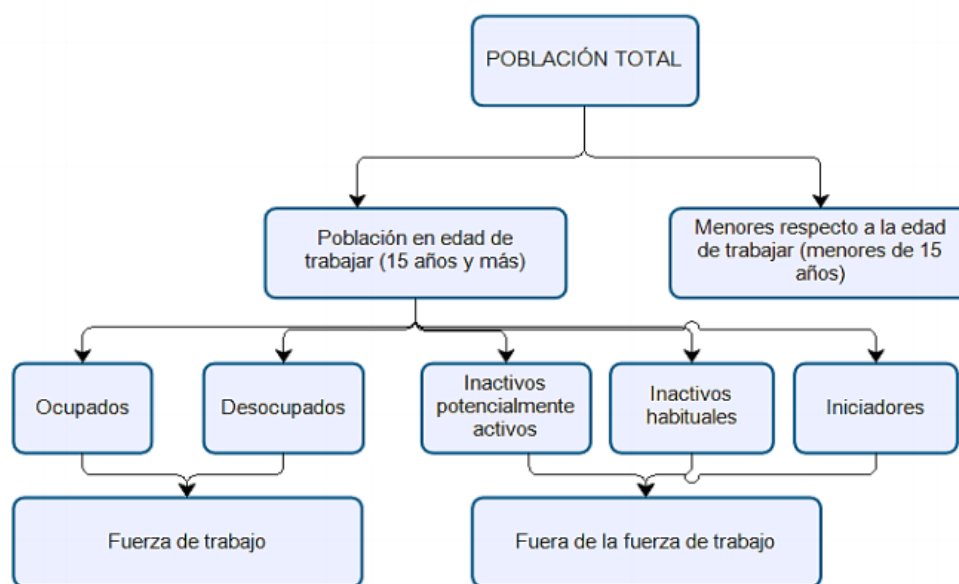 POBLACIÓN TOTAL
Población en edad de
trabajar (15 años y más)
Menores respecto a la edad
de trabajar (menores de 15
años)
Ocupados
Desocupados
Inactivos
potencialmente
activos
Inactivos
habituales
Iniciadores
Fuerza de trabajo
Fuera de la fuerza de trabajo